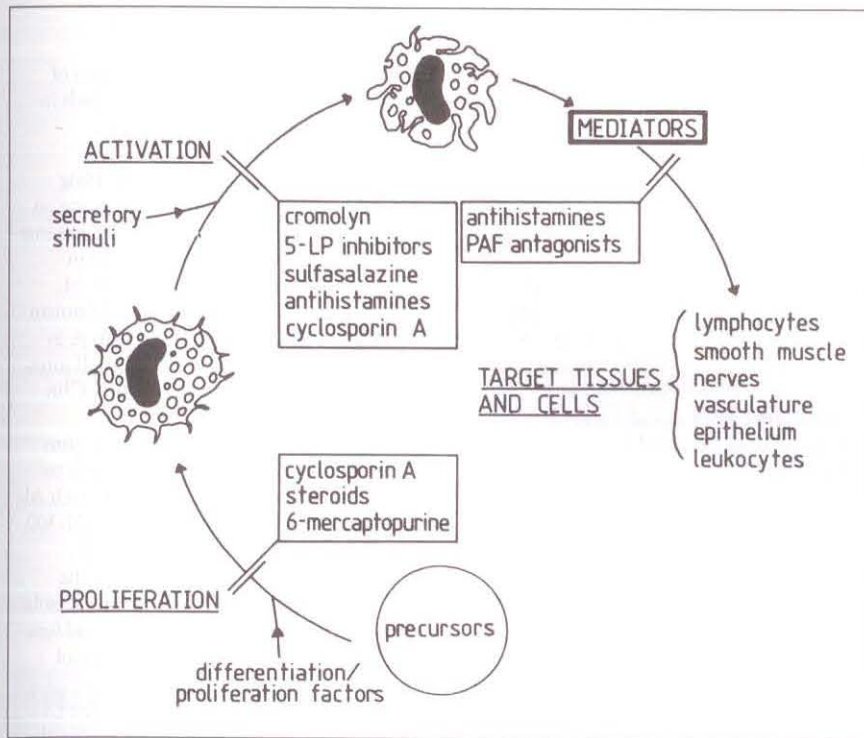 MEDIATORS
ACTIVATION
secretory
stimuli
cromolyn
5-LP inhibitors
sulfasalazine
antihistamines
cyclosporin A
antihistamines
PAF antagonists
TARGET TISSUES
AND CELLS
lymphocytes
smooth muscle
nerves
vasculature
epithelium
leukocytes
cyclosporin A
steroids
6-mercaptopurine
PROLIFERATION
precursors
differentiation/
proliferation factors